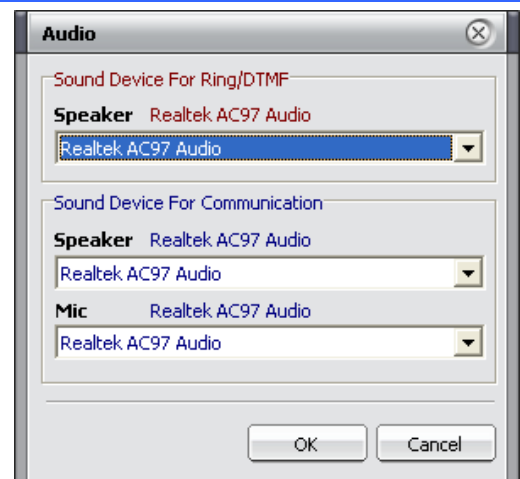 Audio
Sound Device For Ring/DTMF
Speaker Realtek AC97 Audio
Realtek AC97 Audio
Sound Device For Communication
Speaker Realtek AC97 Audio
Realtek AC97 Audio
Mic Realtek AC97 Audio
Realtek AC97 Audio
OK Cancel